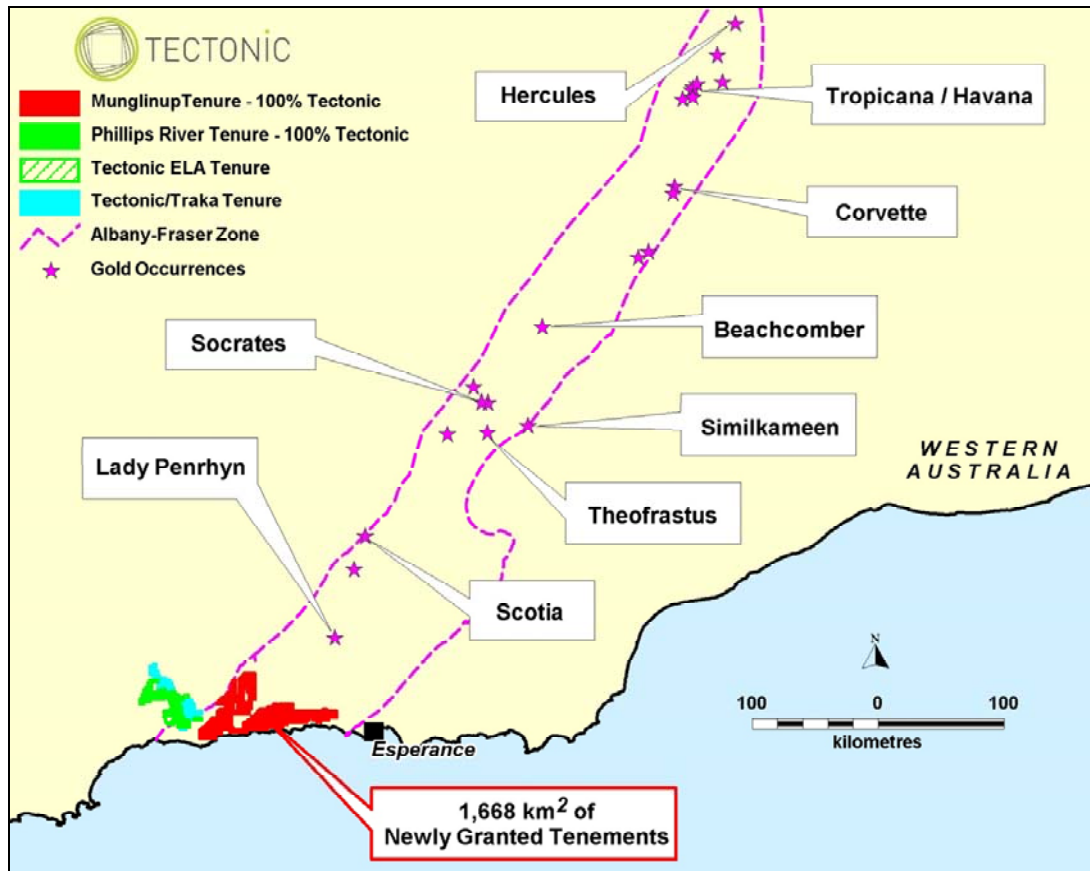 TECTONIC
MunglinupTenure - 100% Tectonic
Phillips River Tenure - 100% Tectonic
Tectonic ELA Tenure
Tectonic/Traka Tenure
Albany-Fraser Zone
Gold Occurrences
Hercules
Tropicana / Havana
Corvette
Beachcomber
Socrates
Similkameen
Lady Penrhyn
Theofrastus
WESTERN
AUSTRALIA
Scotia
N
100 0 100
kilometres
Esperance
1,668 km² of
Newly Granted Tenements